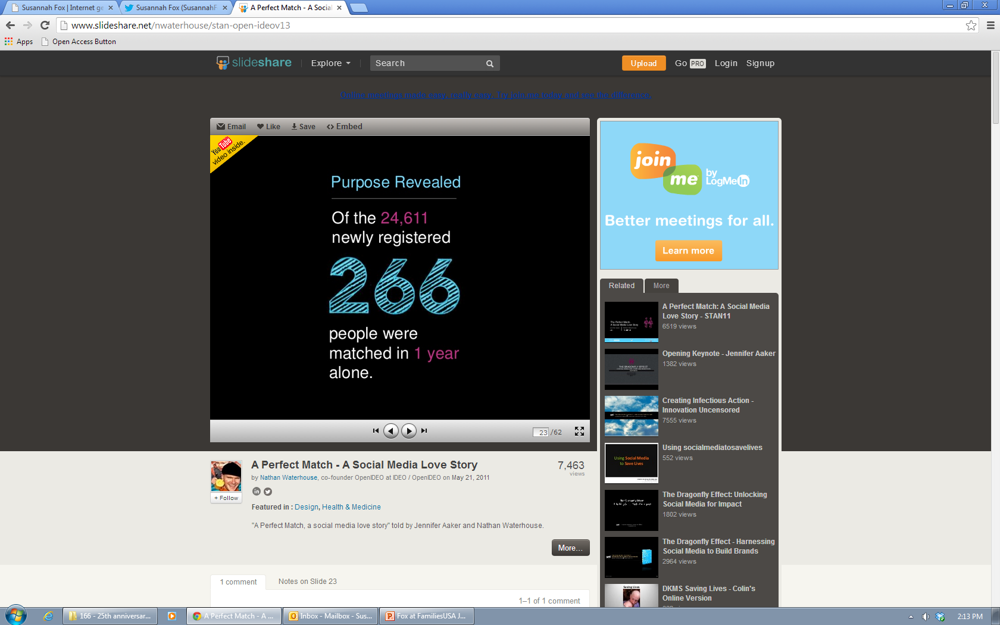 Susannah Fox | Internet ge
Susannah Fox (SusannahF
A Perfect Match - A Social
www.slideshare.net/nwaterhouse/stan-open-ideov13
Apps
Open Access Button
slideshare
Explore
Search
Upload
Go PRO
Login
Signup
Online meetings made easy, really easy. Try join.me today and see the difference.
Email
Like
Save
Embed
YouTube
video inside.
Purpose Revealed
Of the 24,611
newly registered
266
people were
matched in 1 year
alone.
23 /62
join
me
by
LogMeIn
Better meetings for all.
Learn more
Related
More
A Perfect Match: A Social Media
Love Story - STAN11
6519 views
Opening Keynote - Jennifer Aaker
1382 views
Creating Infectious Action -
Innovation Uncensored
7555 views
Using Social Media
to Save Lives
Using socialmediatosavelives
552 views
The Dragonfly Effect: Unlocking
Social Media for Impact
1802 views
The Dragonfly Effect - Harnessing
Social Media to Build Brands
2964 views
Saving Lives
DKMS Saving Lives - Colin's
Online Version
A Perfect Match - A Social Media Love Story
7,463
views
by Nathan Waterhouse, co-founder OpenIDEO at IDEO / OpenIDEO on May 21, 2011
+ Follow
Featured in : Design, Health & Medicine
"A Perfect Match, a social media love story" told by Jennifer Aaker and Nathan Waterhouse.
More...
1 comment
Notes on Slide 23
1–1 of 1 comment
166 - 25th anniversar...
A Perfect Match - A ...
Inbox - Mailbox - Sus...
Fox at FamiliesUSA J...
2:13 PM